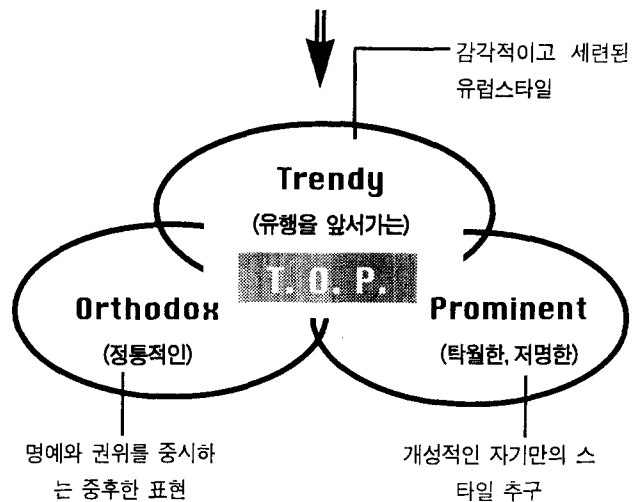 감각적이고 세련된
유럽스타일
Trendy
(유행을 앞서가는)
T. O. P.
Orthodox
(정통적인)
Prominent
(탁월한, 저명한)
명예와 권위를 중시하
는 중후한 표현
개성적인 자기만의 스
타일 추구